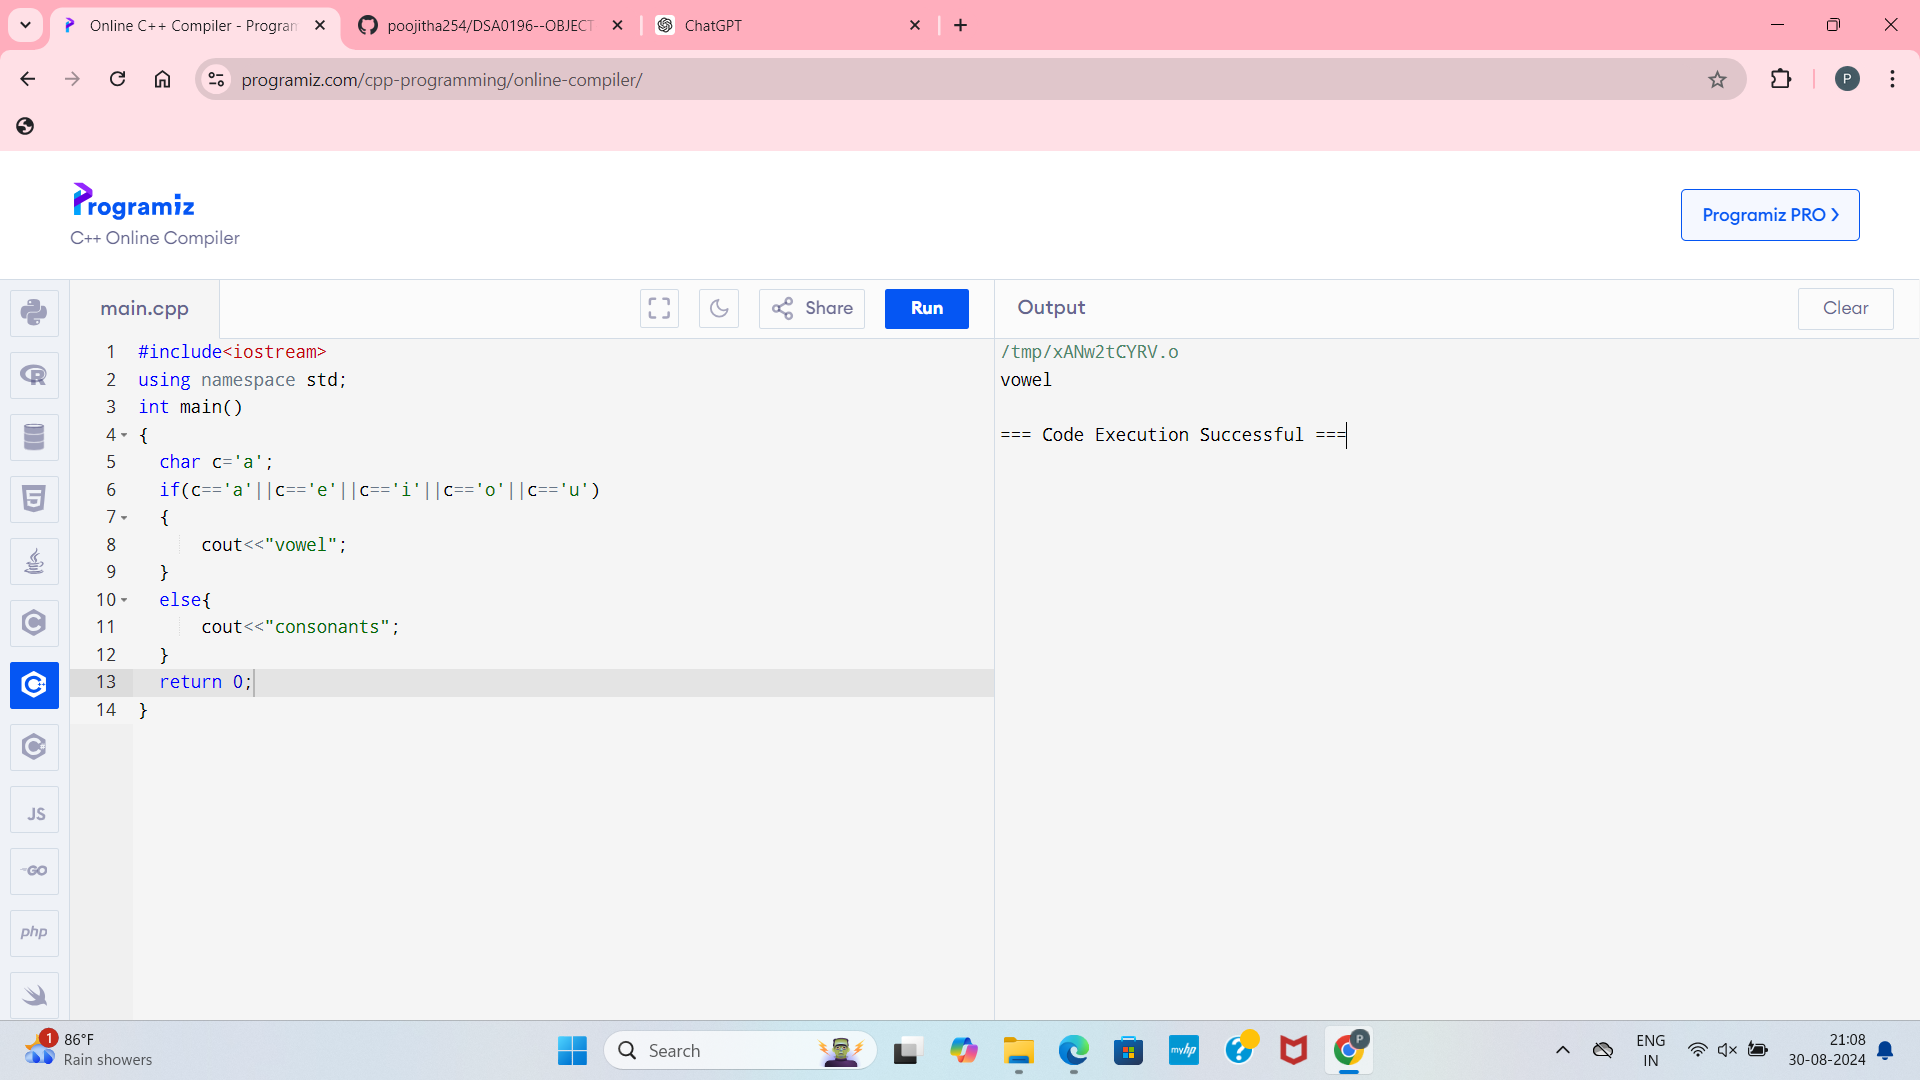 Online C++ Compiler - Program
poojitha254/DSA0196--OBJECT
ChatGPT
programiz.com/cpp-programming/online-compiler/
P
Programiz
C++ Online Compiler
Programiz PRO
main.cpp
Share
Run
Output
Clear
1 #include<iostream>
2 using namespace std;
3 int main()
4 {
5 char c='a';
6 if(c=='a'||c=='e'||c=='i'||c=='o'||c=='u')
7 {
8 cout<<"vowel";
9 }
10 else{
11 cout<<"consonants";
12 }
13 return 0;
14 }
/tmp/xANw2tCYRV.o
vowel
=== Code Execution Successful ===
JS
GO
php
1
86°F
Rain showers
Search
myhp
P
ENG
IN
21:08
30-08-2024